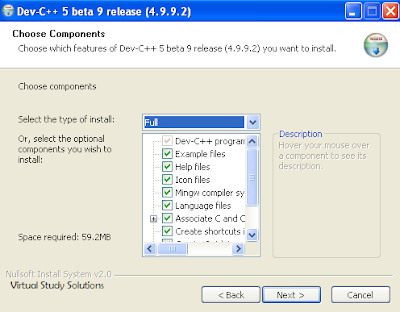 Dev-C++ 5 beta 9 release (4.9.9.2)
Choose Components
Choose which features of Dev-C++ 5 beta 9 release (4.9.9.2) you want to install.
Choose components
Select the type of install:
Full
Or, select the optional
components you wish to
install:
Dev-C++ program
Example files
Help files
Icon files
Mingw compiler sy
Language files
Associate C and C
Create shortcuts i
Description
Hover your mouse over
a component to see its
description.
Space required: 59.2MB
Nullsoft Install System v2.0
Virtual Study Solutions
< Back
Next >
Cancel